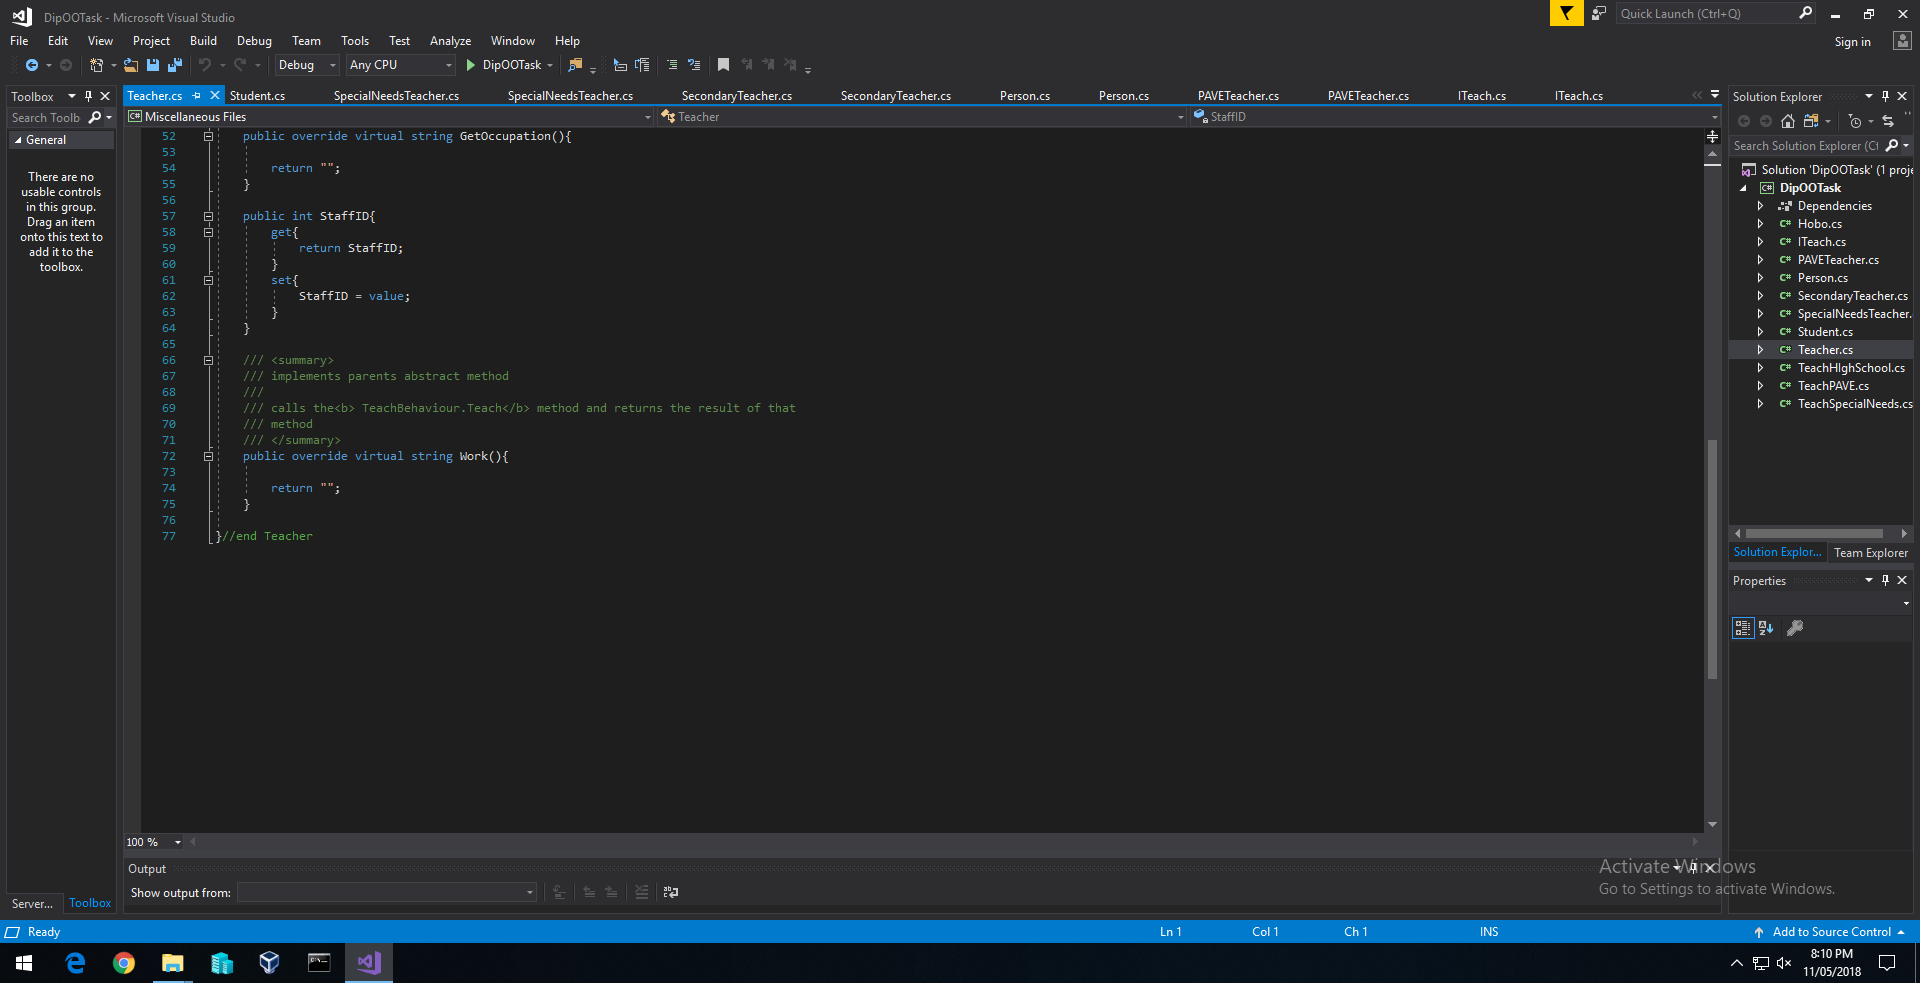 DipOOTask - Microsoft Visual Studio
Quick Launch (Ctrl+Q)
File Edit View Project Build Debug Team Tools Test Analyze Window Help
Sign in
Debug Any CPU DipOOTask
Toolbox
Search Toolb
General
There are no
usable controls
in this group.
Drag an item
onto this text to
add it to the
toolbox.
Server... Toolbox
Teacher.cs Student.cs SpecialNeedsTeacher.cs SpecialNeedsTeacher.cs SecondaryTeacher.cs SecondaryTeacher.cs Person.cs Person.cs PAVETeacher.cs PAVETeacher.cs ITeach.cs ITeach.cs
C# Miscellaneous Files Teacher StaffID
52 public override virtual string GetOccupation(){
53
54 return "";
55 }
56
57 public int StaffID{
58 get{
59 return StaffID;
60 }
61 set{
62 StaffID = value;
63 }
64 }
65
66 /// <summary>
67 /// implements parents abstract method
68 ///
69 /// calls the<b> TeachBehaviour.Teach</b> method and returns the result of that
70 /// method
71 /// </summary>
72 public override virtual string Work(){
73
74 return "";
75 }
76
77 }//end Teacher
100 %
Output
Show output from:
Solution Explorer
Search Solution Explorer (Ct
Solution 'DipOOTask' (1 proje
C# DipOOTask
Dependencies
C# Hobo.cs
C# ITeach.cs
C# PAVETeacher.cs
C# Person.cs
C# SecondaryTeacher.cs
C# SpecialNeedsTeacher.
C# Student.cs
C# Teacher.cs
C# TeachHIghSchool.cs
C# TeachPAVE.cs
C# TeachSpecialNeeds.cs
Solution Explor... Team Explorer
Properties
Activate Windows
Go to Settings to activate Windows.
Ready Ln 1 Col 1 Ch 1 INS Add to Source Control
8:10 PM
11/05/2018